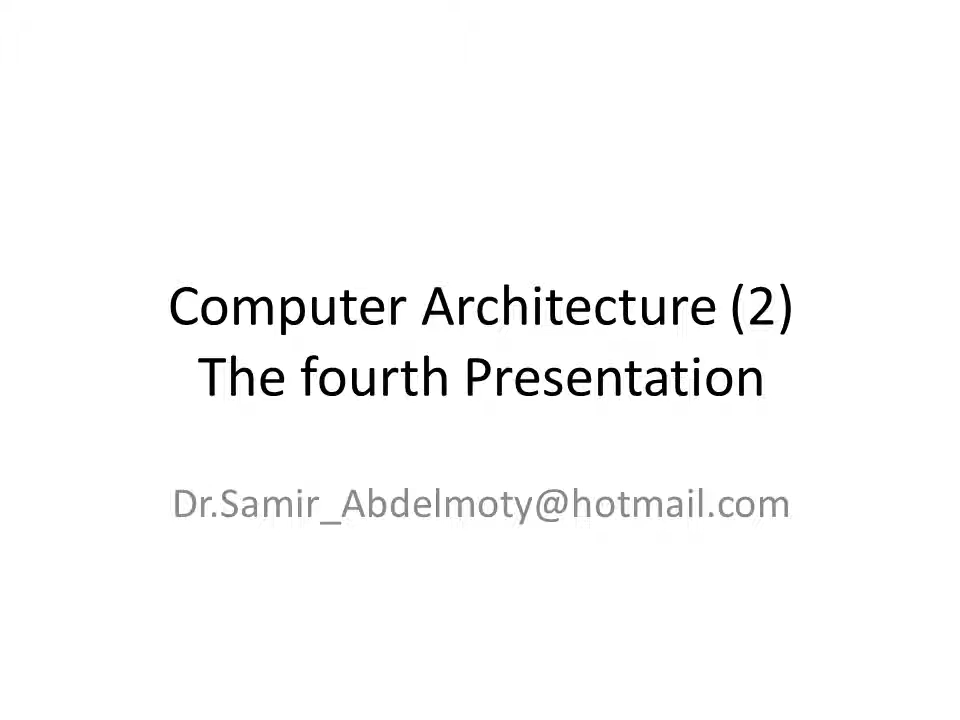 Computer Architecture (2)
The fourth Presentation
Dr.Samir_Abdelmoty@hotmail.com